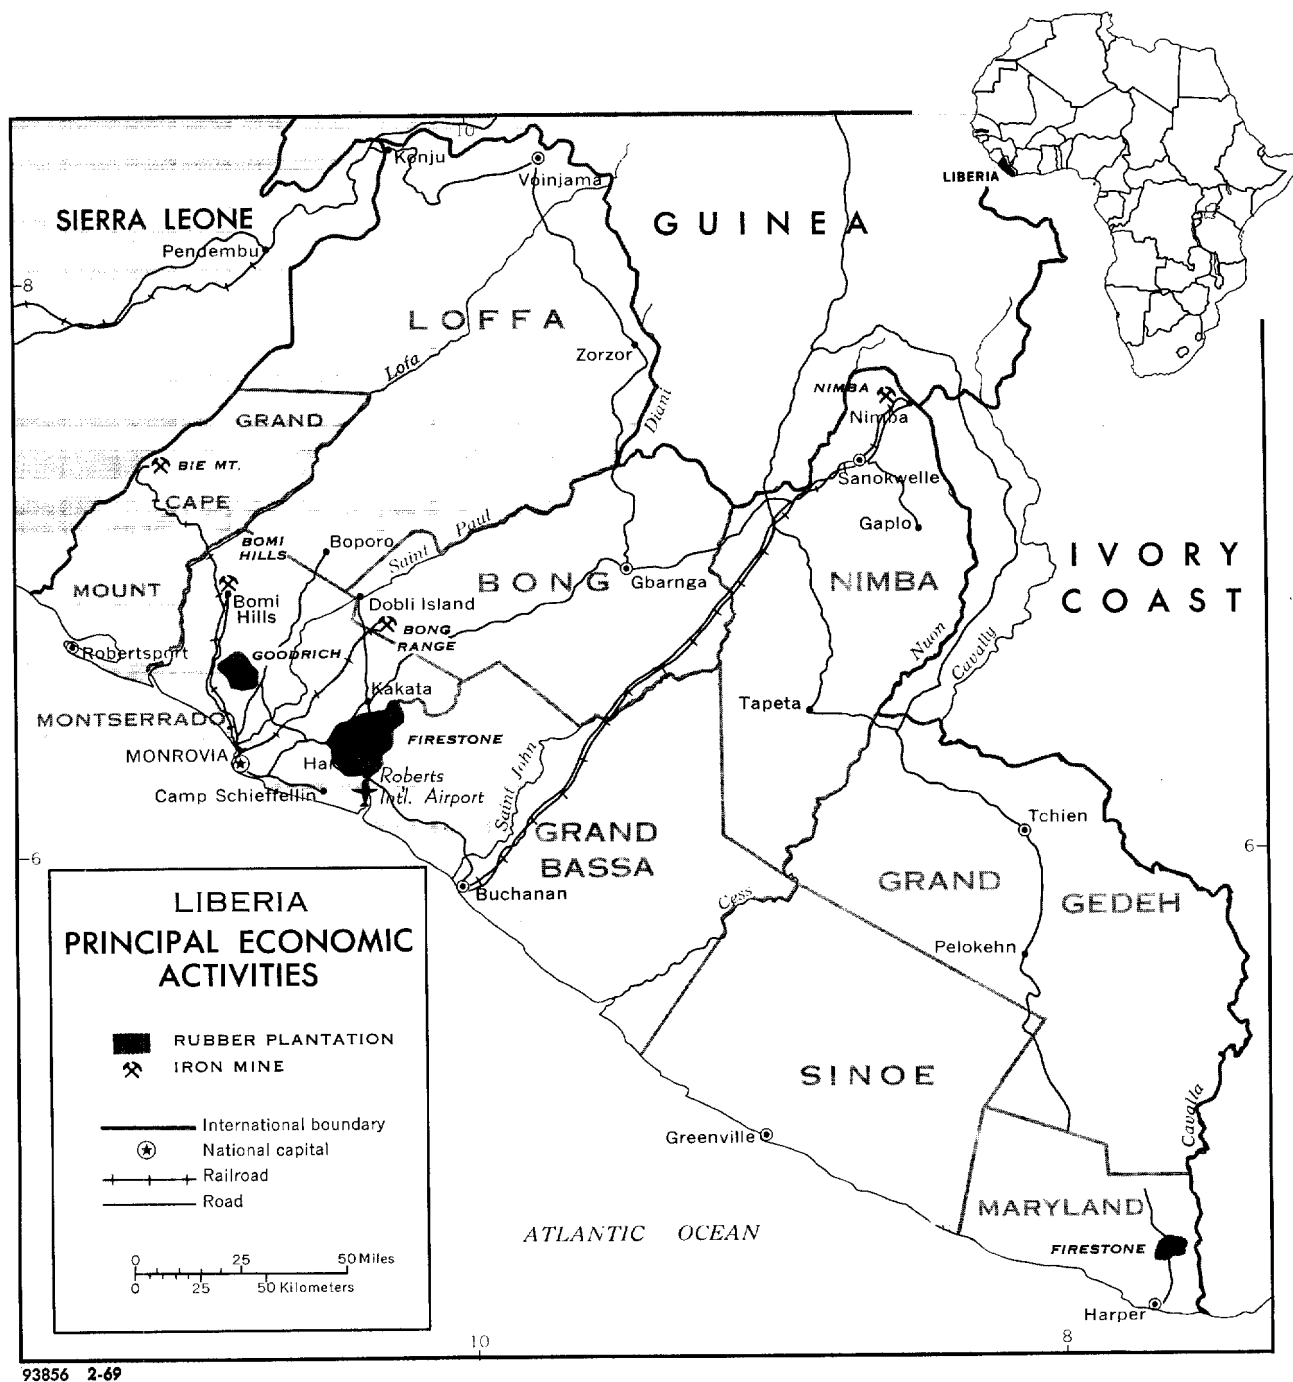 10
Konju
Voinjama
LIBERIA
SIERRA LEONE
GUINEA
Pendembu
8
LOFFA
Zorzor
Lofa
Diani
NIMBA
Nimba
GRAND
BIE MT.
CAPE
Sanokwelle
Gaplo
BOMI
HILLS
Boporo
Saint Paul
IVORY
COAST
MOUNT
BONG
Gbarnga
NIMBA
Bomi
Hills
Dobli Island
BONG
RANGE
Robertsport
GOODRICH
Nuon
Cavally
Kakata
Tapeta
MONTSERRADO
FIRESTONE
MONROVIA
Ha
Roberts
Int'l. Airport
Camp Schieffelin
Saint John
Tchien
GRAND
BASSA
6
6
Buchanan
Cess
GRAND
GEDEH
Pelokehn
LIBERIA
PRINCIPAL ECONOMIC
ACTIVITIES
RUBBER PLANTATION
IRON MINE
International boundary
National capital
Railroad
Road
0 25 50 Miles
0 25 50 Kilometers
SINOE
Greenville
Cavalla
MARYLAND
ATLANTIC OCEAN
FIRESTONE
Harper
10
8
93856 2-69